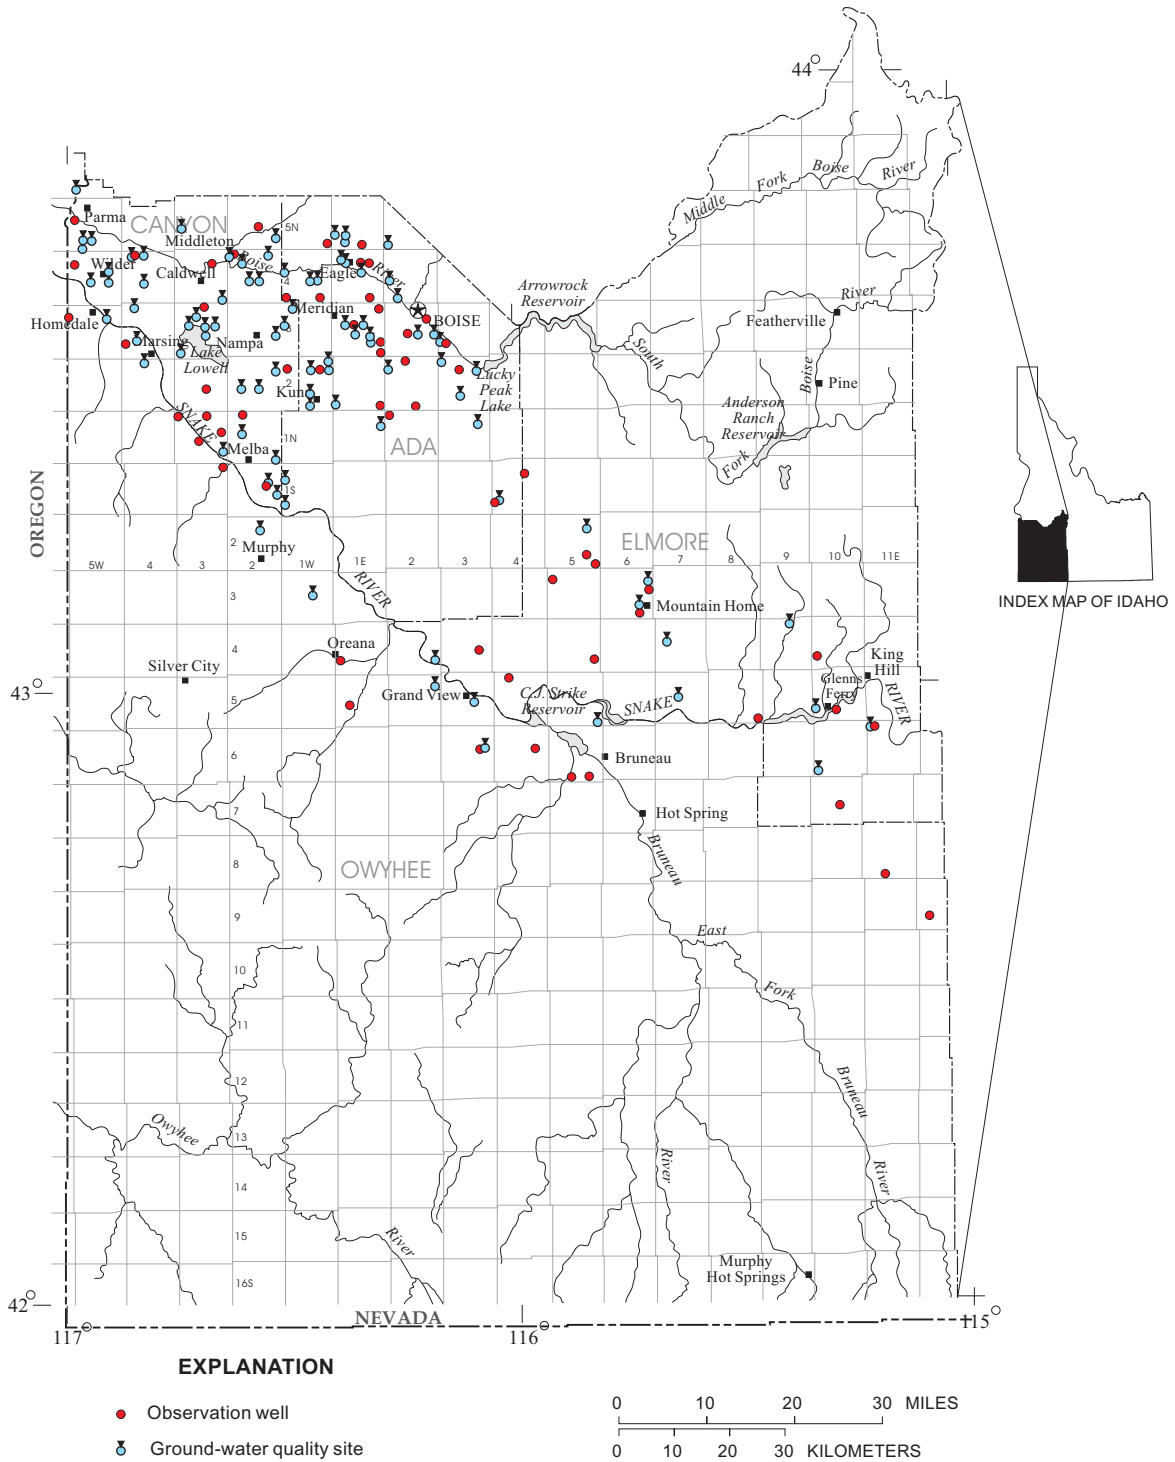 44°
Middle Fork Boise River
Parma
CANYON
5N
Middleton
Wilder
Caldwell
Boise River
Eagle
4
Arrowrock
Reservoir
River
Homedale
Meridian
BOISE
Featherville
Marsing
Nampa
3
Lake
Lowell
South
Lucky
Peak
Lake
Boise
Pine
2
Kuna
Anderson
Ranch
Reservoir
SNAKE
ADA
1N
Melba
Fork
OREGON
1S
2
Murphy
ELMORE
5W 4 3 2 1W 1E 2 3 4 5 6 7 8 9 10 11E
3
RIVER
Mountain Home
INDEX MAP OF IDAHO
4
Oreana
King
Hill
Silver City
Glenns
Ferry
43°
5
Grand View
C.J. Strike
Reservoir
SNAKE
RIVER
6
Bruneau
7
Hot Spring
8
OWYHEE
Bruneau
9
East
10
Fork
11
12
Bruneau
Owyhee
13
River
River
14
15
River
Murphy
Hot Springs
16S
42°
NEVADA
117°
116°
115°
EXPLANATION
Observation well
Ground-water quality site
0 10 20 30 MILES
0 10 20 30 KILOMETERS